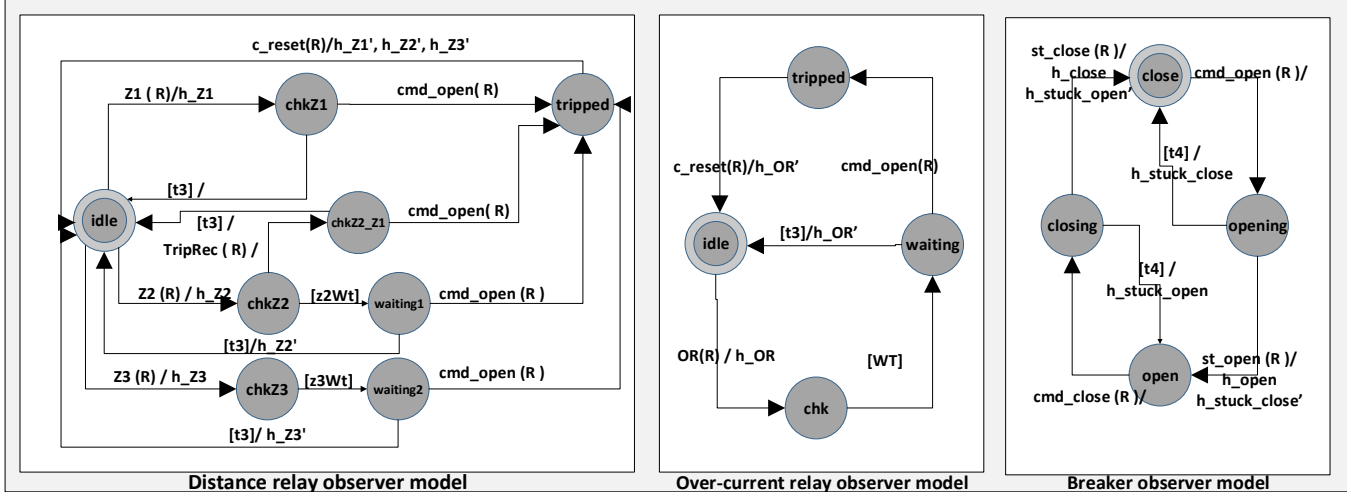 c_reset(R)/h_Z1', h_Z2', h_Z3'
Z1 ( R)/h_Z1
chkZ1
cmd_open( R)
tripped
[t3] /
idle
[t3] /
chkZ2_Z1
cmd_open( R)
TripRec ( R) /
Z2 (R) / h_Z2
chkZ2
[z2Wt]
waiting1
cmd_open (R )
[t3]/h_Z2'
Z3 (R) / h_Z3
chkZ3
[z3Wt]
waiting2
cmd_open (R )
[t3]/ h_Z3'
Distance relay observer model
tripped
c_reset(R)/h_OR’
cmd_open(R)
idle
[t3]/h_OR’
waiting
OR(R) / h_OR
[WT]
chk
Over-current relay observer model
st_close (R )/
h_close
h_stuck_open’
close
cmd_open (R )/
[t4] /
h_stuck_close
closing
opening
[t4] /
h_stuck_open
st_open (R )/
h_open
h_stuck_close’
open
cmd_close (R )/
Breaker observer model